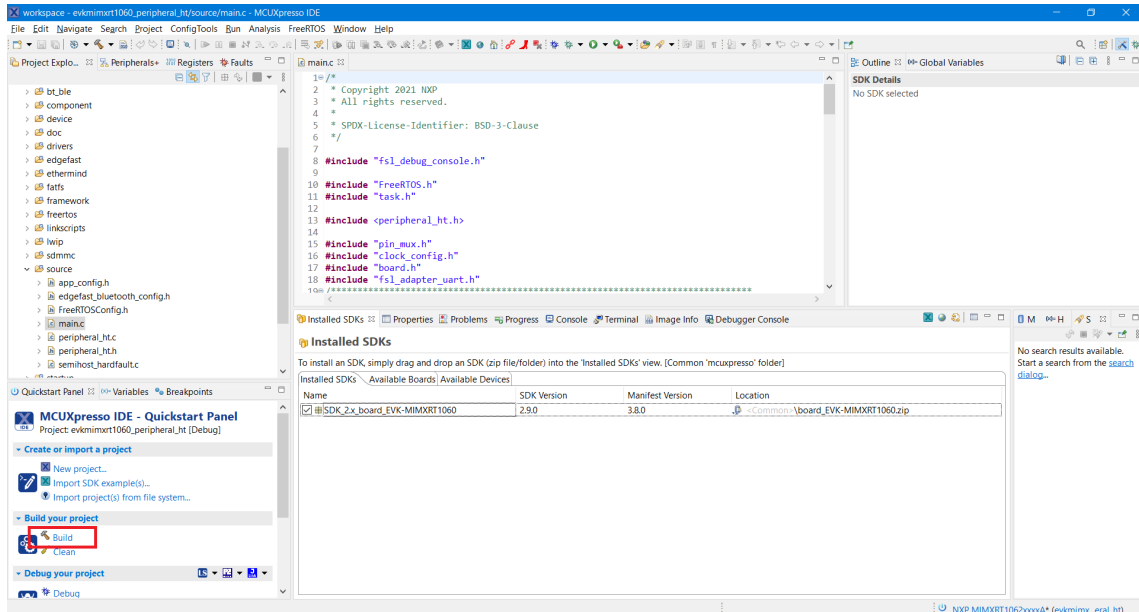 workspace - evkmimxrt1060_peripheral_ht/source/main.c - MCUXpresso IDE
File Edit Navigate Search Project ConfigTools Run Analysis FreeRTOS Window Help
Project Explo... Peripherals+ Registers Faults
bt_ble
component
device
doc
drivers
edgefast
ethermind
fatfs
framework
freertos
linkscripts
lwip
sdmmc
source
app_config.h
edgefast_bluetooth_config.h
FreeRTOSConfig.h
main.c
peripheral_ht.c
peripheral_ht.h
semihost_hardfault.c
startup
main.c
1 /*
2 * Copyright 2021 NXP
3 * All rights reserved.
4 *
5 * SPDX-License-Identifier: BSD-3-Clause
6 */
7
8 #include "fsl_debug_console.h"
9
10 #include "FreeRTOS.h"
11 #include "task.h"
12
13 #include <peripheral_ht.h>
14
15 #include "pin_mux.h"
16 #include "clock_config.h"
17 #include "board.h"
18 #include "fsl_adapter_uart.h"
Outline Global Variables
SDK Details
No SDK selected
Quickstart Panel Variables Breakpoints
MCUXpresso IDE - Quickstart Panel
IDE
Project: evkmimxrt1060_peripheral_ht [Debug]
Create or import a project
New project...
Import SDK example(s)...
Import project(s) from file system...
Build your project
Build
Clean
Debug your project
Debug
Installed SDKs Properties Problems Progress Console Terminal Image Info Debugger Console
Installed SDKs
To install an SDK, simply drag and drop an SDK (zip file/folder) into the 'Installed SDKs' view. [Common 'mcuxpresso' folder]
Installed SDKs Available Boards Available Devices
Name SDK Version Manifest Version Location
SDK_2.x_board_EVK-MIMXRT1060 2.9.0 3.8.0 <Common>\board_EVK-MIMXRT1060.zip
M H S
No search results available.
Start a search from the search
dialog...
NXP MIMXRT1062xxxxA* (evkmimx...eral_ht)